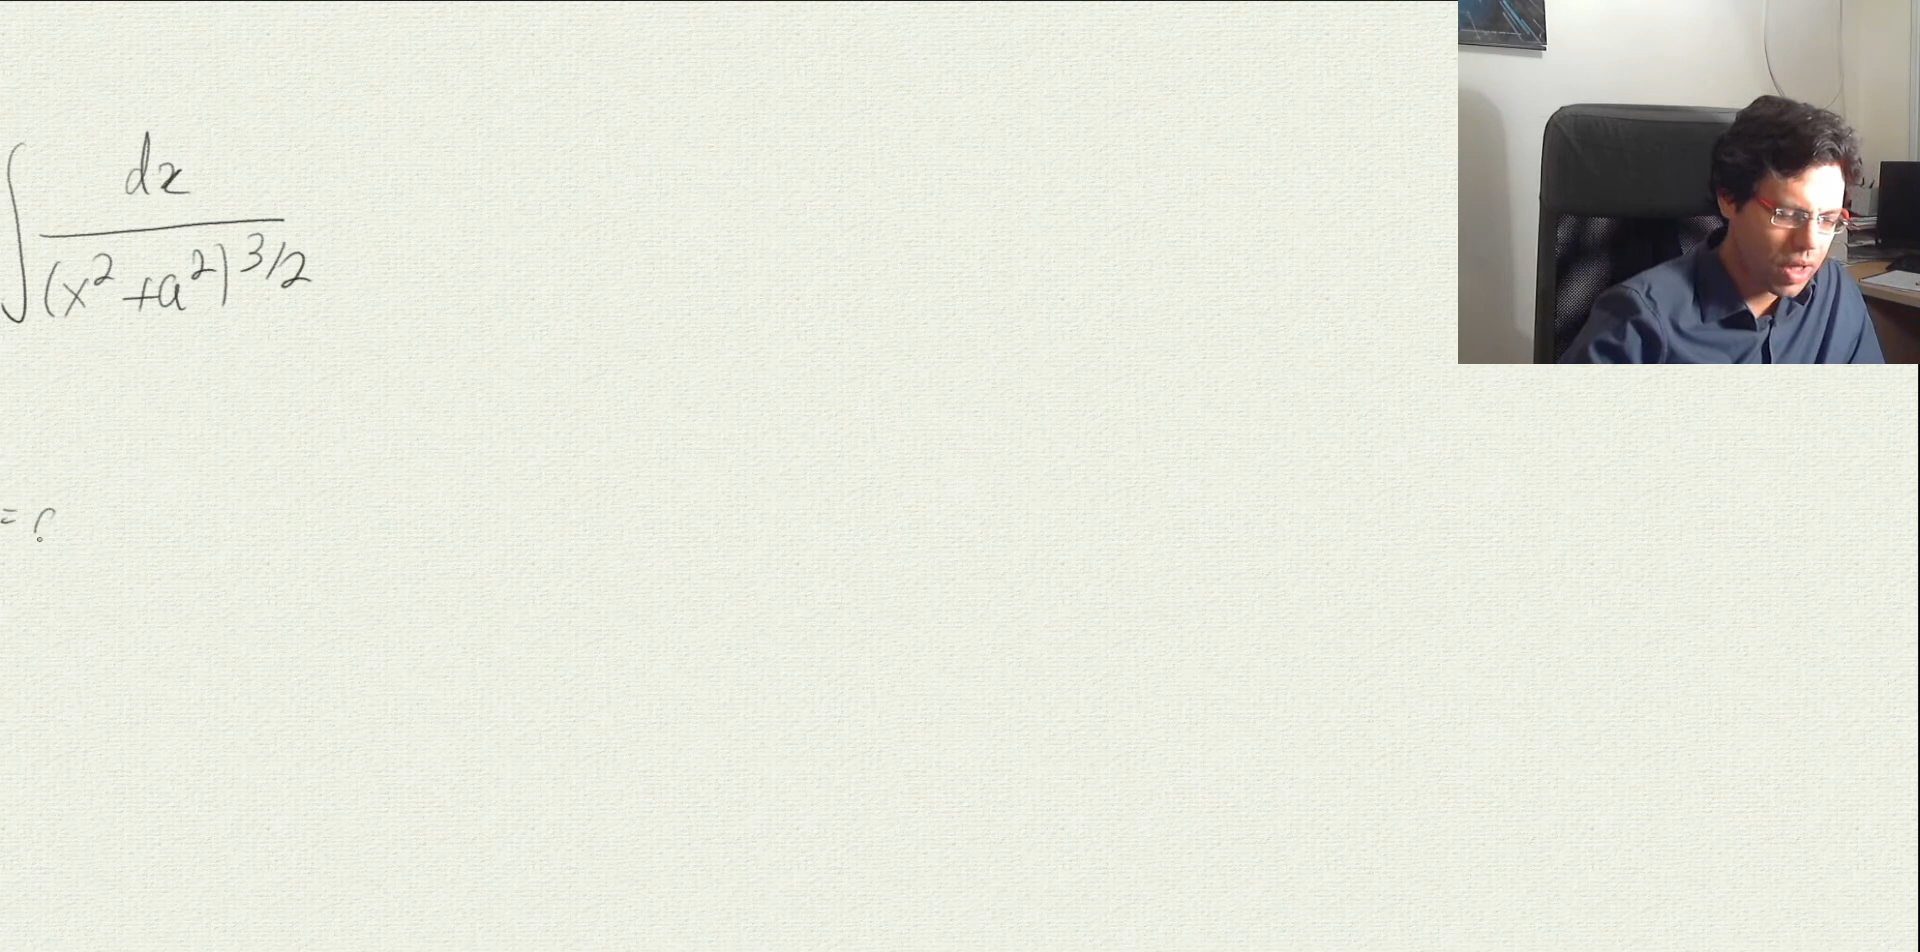 ∫ dx / (x² + a²)^3/2
= ?